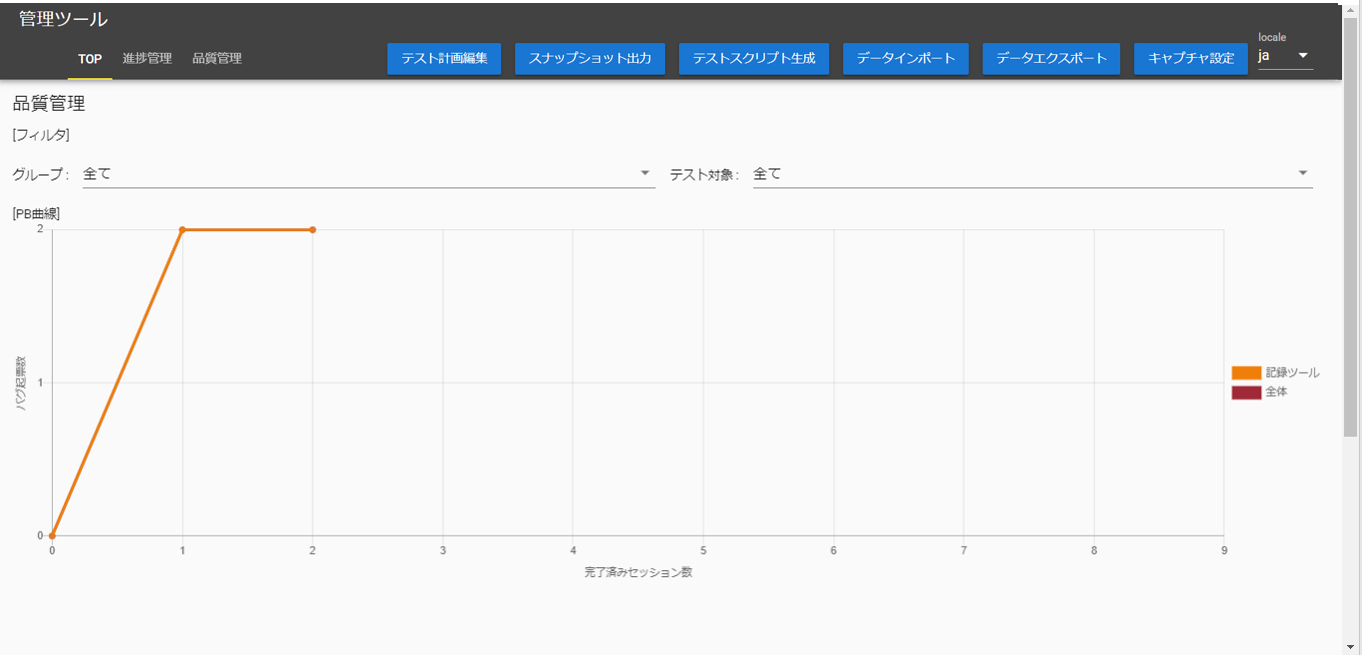 管理ツール
TOP 進捗管理 品質管理 テスト計画編集 スナップショット出力 テストスクリプト生成 データインポート データエクスポート キャプチャ設定 locale
ja
品質管理
[フィルタ]
グループ : 全て テスト対象 : 全て
[PB曲線]
2
1
0
バグ起票数
0 1 2 3 4 5 6 7 8 9
完了済みセッション数
記録ツール
全体